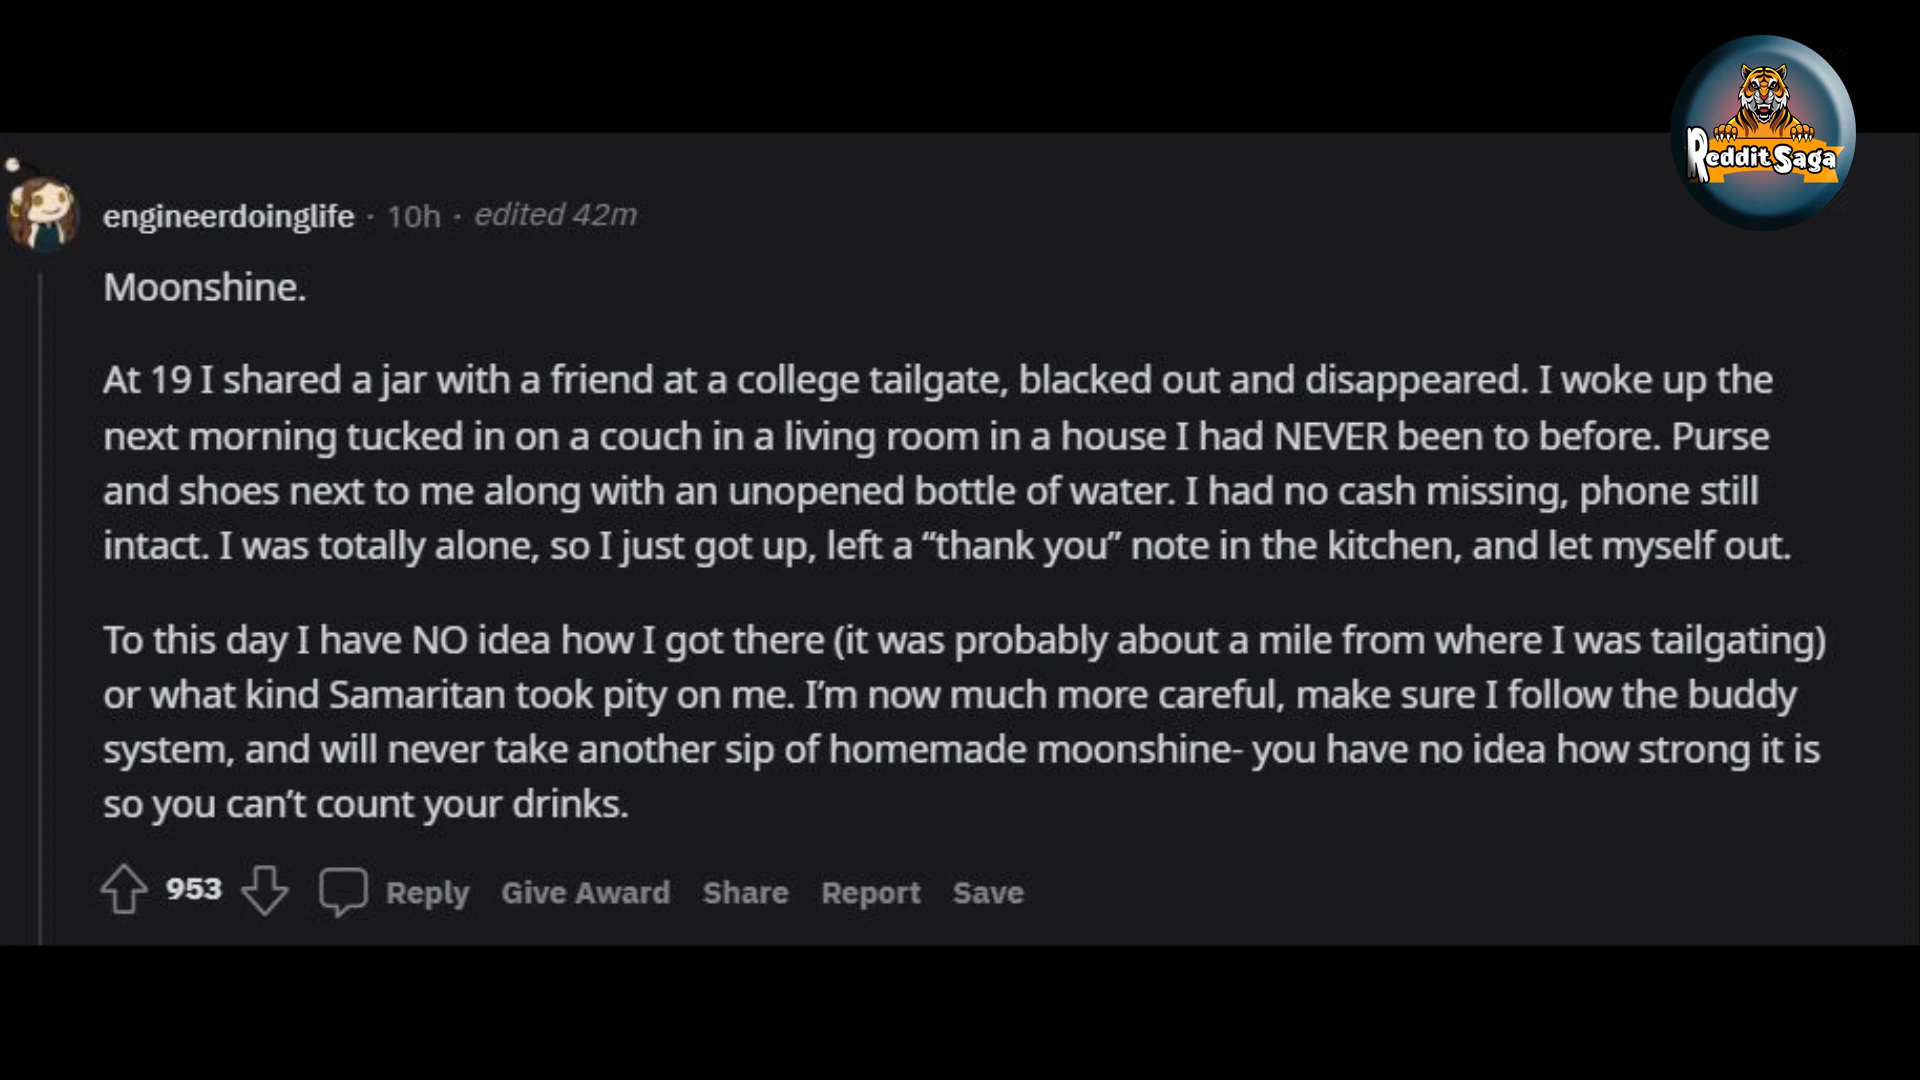 Reddit Saga
engineerdoinglife · 10h · edited 42m
Moonshine.
At 19 I shared a jar with a friend at a college tailgate, blacked out and disappeared. I woke up the
next morning tucked in on a couch in a living room in a house I had NEVER been to before. Purse
and shoes next to me along with an unopened bottle of water. I had no cash missing, phone still
intact. I was totally alone, so I just got up, left a “thank you” note in the kitchen, and let myself out.
To this day I have NO idea how I got there (it was probably about a mile from where I was tailgating)
or what kind Samaritan took pity on me. I’m now much more careful, make sure I follow the buddy
system, and will never take another sip of homemade moonshine- you have no idea how strong it is
so you can’t count your drinks.
953 Reply Give Award Share Report Save